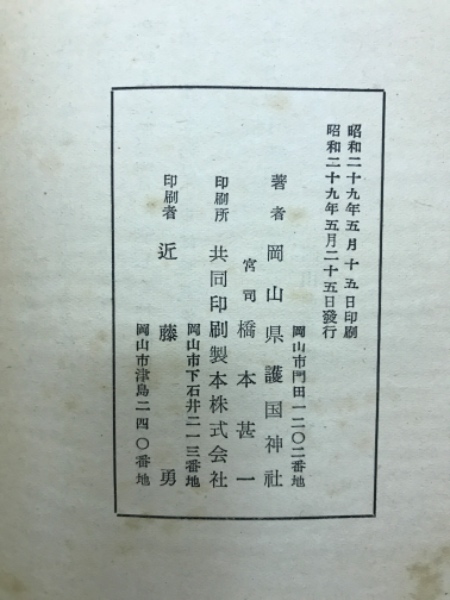 昭和二十九年五月十五日印刷
昭和二十九年五月二十五日發行
岡山市門田一二〇二番地
著者 岡山県護国神社
宮司 橋本甚一
岡山市下石井二一三番地
印刷所 共同印刷製本株式会社
印刷者 近藤勇
岡山市津島二四〇番地